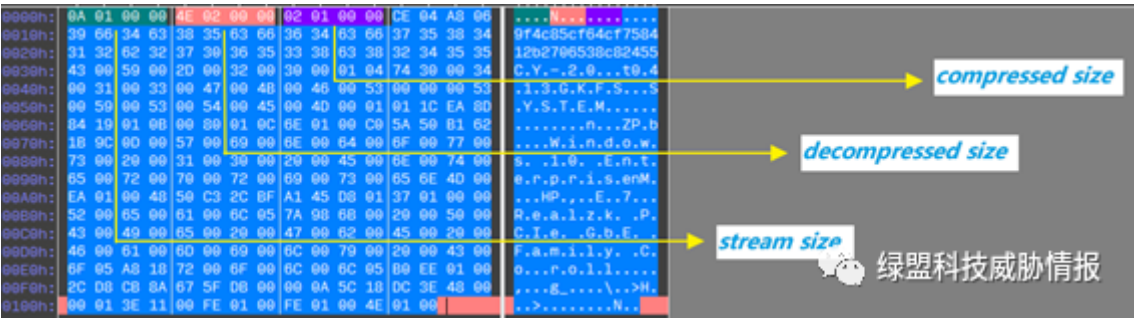 0000h: 0A 01 00 00 4E 02 00 00 02 01 00 00 CE 04 A8 06 ....N...........
0010h: 39 66 34 63 38 35 63 66 36 34 63 66 37 35 38 34 9f4c85cf64cf7584
0020h: 31 32 62 32 37 30 36 35 33 38 63 38 32 34 35 35 12b2706538c82455
0030h: 43 00 59 00 2D 00 32 00 30 00 01 04 74 30 00 34 C.Y.-.2.0...t0.4
0040h: 00 31 00 33 00 47 00 4B 00 46 00 53 00 00 00 53 .1.3.G.K.F.S...S
0050h: 00 59 00 53 00 54 00 45 00 4D 00 01 01 1C EA 8D .Y.S.T.E.M......
0060h: 84 19 01 0B 00 80 01 0C 6E 01 00 C0 5A 50 B1 62 ........n...ZP.b
0070h: 1B 9C 0D 00 57 00 69 00 6E 00 64 00 6F 00 77 00 ....W.i.n.d.o.w.
0080h: 73 00 20 00 31 00 30 00 20 00 45 00 6E 00 74 00 s. .1.0. .E.n.t.
0090h: 65 00 72 00 70 00 72 00 69 00 73 00 65 6E 4D 00 e.r.p.r.i.s.enM.
00A0h: EA 01 00 48 50 C3 2C BF A1 45 D8 01 37 01 00 00 ...HP.,..E..7...
00B0h: 52 00 65 00 61 00 6C 05 7A 98 6B 00 20 00 50 00 R.e.a.l.z.k. .P.
00C0h: 43 00 49 00 65 00 20 00 47 00 62 00 45 00 20 00 C.I.e. .G.b.E. .
00D0h: 46 00 61 00 6D 00 69 00 6C 00 79 00 20 00 43 00 F.a.m.i.l.y. .C.
00E0h: 6F 05 A8 18 72 00 6F 00 6C 00 6C 05 B0 EE 01 00 o...r.o.l.l.....
00F0h: 2C D8 CB 8A 67 5F DB 00 00 0A 5C 18 DC 3E 48 00 ,...g_....\..>H.
0100h: 00 01 3E 11 00 FE 01 00 FE 01 00 4E 01 00 ..>........N..
compressed size
decompressed size
stream size
绿盟科技威胁情报